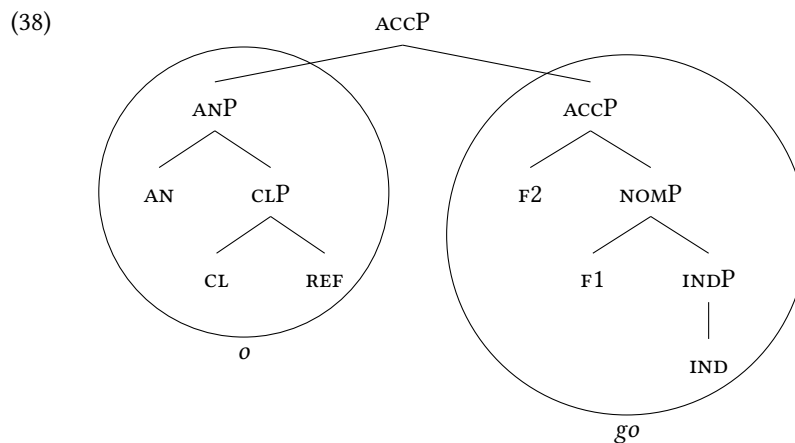 (38)
ACCP
ANP ACCP
AN CLP F2 NOMP
CL REF F1 INDP
o
IND
go